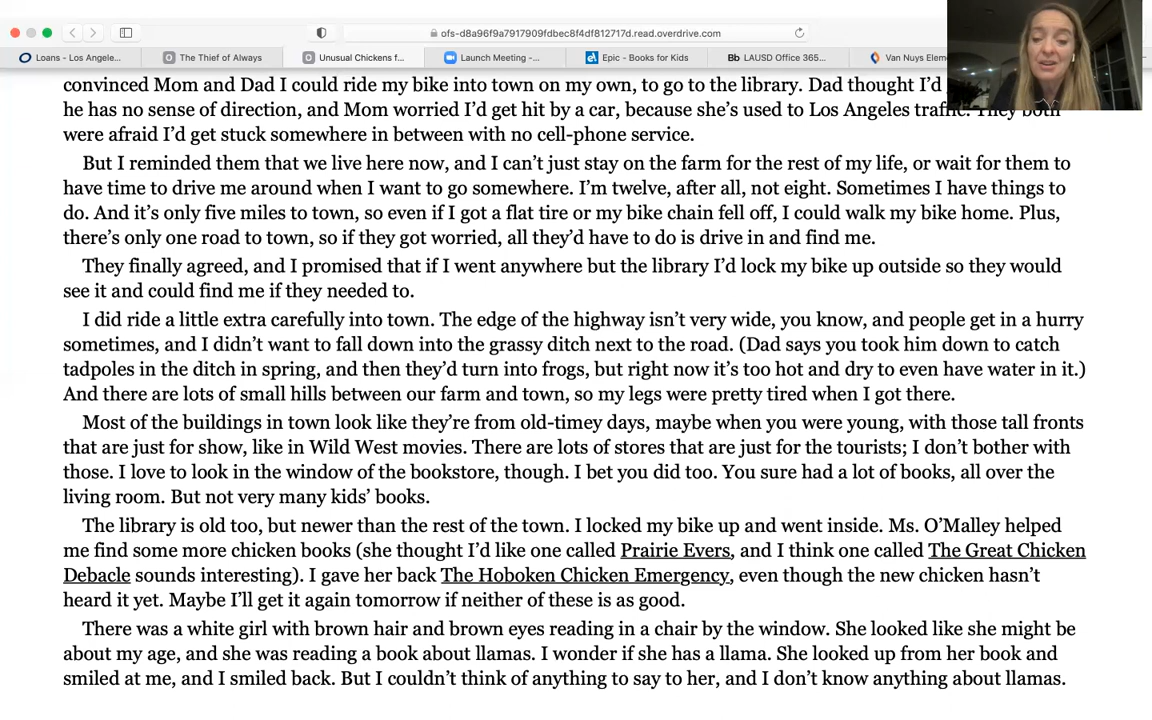 ofs-d8a96f9a7917909fdbec8f4df812717d.read.overdrive.com
Loans - Los Angele...
The Thief of Always
Unusual Chickens f...
Launch Meeting -...
Epic - Books for Kids
Bb LAUSD Office 365...
Van Nuys Elem
convinced Mom and Dad I could ride my bike into town on my own, to go to the library. Dad thought I'd
he has no sense of direction, and Mom worried I'd get hit by a car, because she's used to Los Angeles traffic. They both
were afraid I'd get stuck somewhere in between with no cell-phone service.
But I reminded them that we live here now, and I can't just stay on the farm for the rest of my life, or wait for them to
have time to drive me around when I want to go somewhere. I'm twelve, after all, not eight. Sometimes I have things to
do. And it's only five miles to town, so even if I got a flat tire or my bike chain fell off, I could walk my bike home. Plus,
there's only one road to town, so if they got worried, all they'd have to do is drive in and find me.
They finally agreed, and I promised that if I went anywhere but the library I'd lock my bike up outside so they would
see it and could find me if they needed to.
I did ride a little extra carefully into town. The edge of the highway isn't very wide, you know, and people get in a hurry
sometimes, and I didn't want to fall down into the grassy ditch next to the road. (Dad says you took him down to catch
tadpoles in the ditch in spring, and then they'd turn into frogs, but right now it's too hot and dry to even have water in it.)
And there are lots of small hills between our farm and town, so my legs were pretty tired when I got there.
Most of the buildings in town look like they're from old-timey days, maybe when you were young, with those tall fronts
that are just for show, like in Wild West movies. There are lots of stores that are just for the tourists; I don't bother with
those. I love to look in the window of the bookstore, though. I bet you did too. You sure had a lot of books, all over the
living room. But not very many kids' books.
The library is old too, but newer than the rest of the town. I locked my bike up and went inside. Ms. O'Malley helped
me find some more chicken books (she thought I'd like one called Prairie Evers, and I think one called The Great Chicken
Debacle sounds interesting). I gave her back The Hoboken Chicken Emergency, even though the new chicken hasn't
heard it yet. Maybe I'll get it again tomorrow if neither of these is as good.
There was a white girl with brown hair and brown eyes reading in a chair by the window. She looked like she might be
about my age, and she was reading a book about llamas. I wonder if she has a llama. She looked up from her book and
smiled at me, and I smiled back. But I couldn't think of anything to say to her, and I don't know anything about llamas.